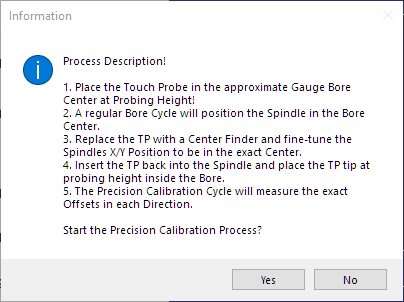 Information
Process Description!
1. Place the Touch Probe in the approximate Gauge Bore
Center at Probing Height!
2. A regular Bore Cycle will position the Spindle in the Bore
Center.
3. Replace the TP with a Center Finder and fine-tune the
Spindles X/Y Position to be in the exact Center.
4. Insert the TP back into the Spindle and place the TP tip at
probing height inside the Bore.
5. The Precision Calibration Cycle will measure the exact
Offsets in each Direction.
Start the Precision Calibration Process?
Yes
No